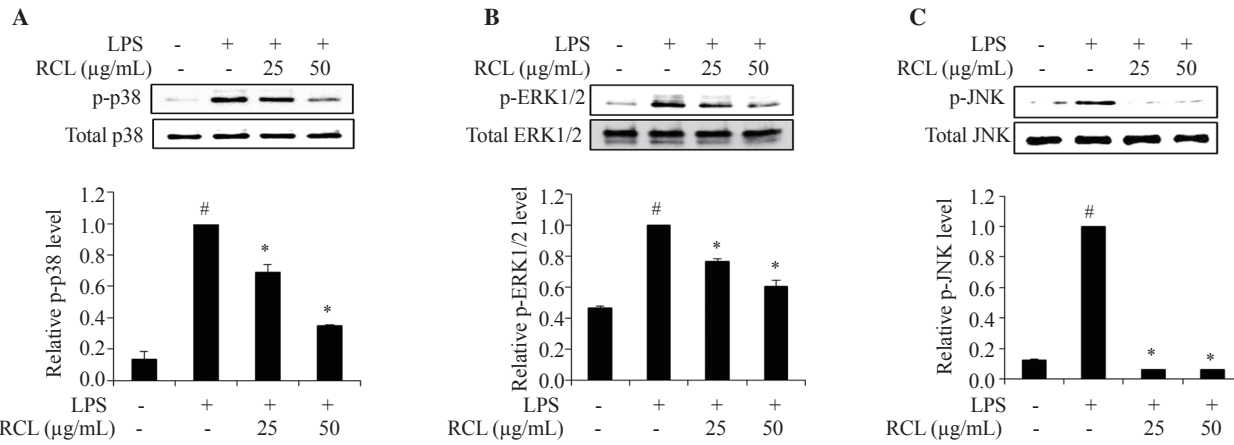 A
LPS - + + +
RCL (µg/mL) - - 25 50
p-p38
Total p38
Relative p-p38 level
1.2
1.0
0.8
0.6
0.4
0.2
0.0
#
*
*
LPS - + + +
RCL (µg/mL) - - 25 50
B
LPS - + + +
RCL (µg/mL) - - 25 50
p-ERK1/2
Total ERK1/2
Relative p-ERK1/2 level
1.2
1.0
0.8
0.6
0.4
0.2
0.0
#
*
*
LPS - + + +
RCL (µg/mL) - - 25 50
C
LPS - + + +
RCL (µg/mL) - - 25 50
p-JNK
Total JNK
Relative p-JNK level
1.2
1.0
0.8
0.6
0.4
0.2
0.0
#
*
*
LPS - + + +
RCL (µg/mL) - - 25 50